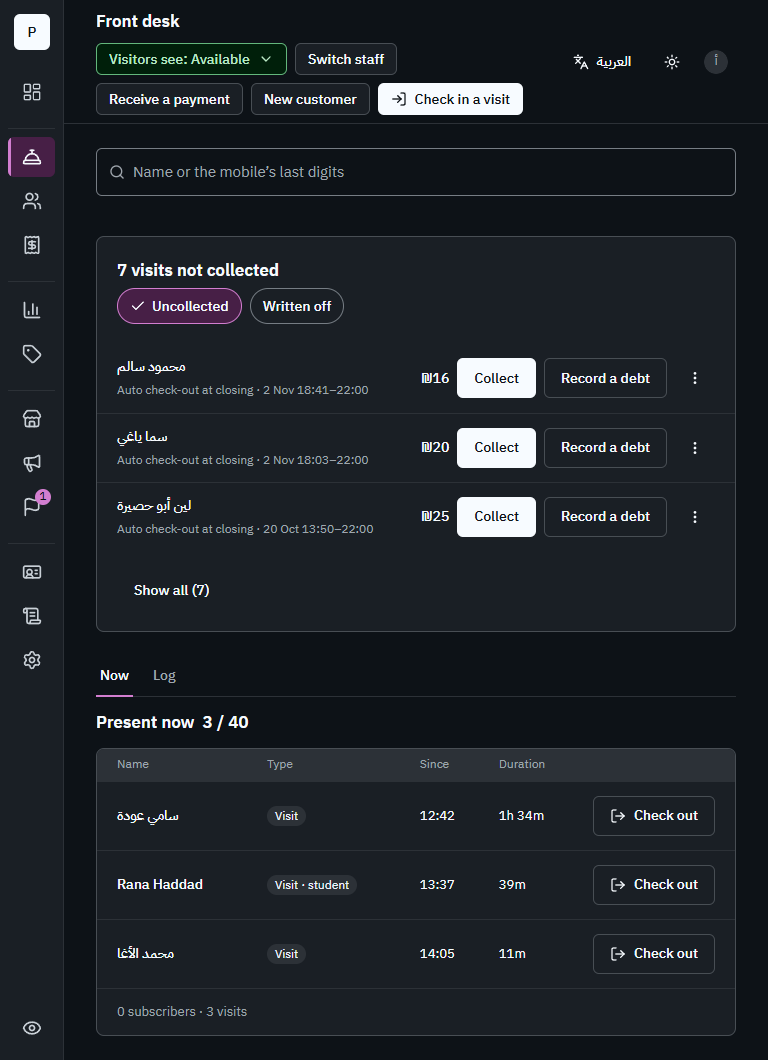 P
Front desk
Visitors see: Available
Switch staff
العربية
i
Receive a payment
New customer
Check in a visit
Name or the mobile’s last digits
7 visits not collected
Uncollected
Written off
محمود سالم
Auto check-out at closing · 2 Nov 18:41–22:00
₪16
Collect
Record a debt
سما ياغي
Auto check-out at closing · 2 Nov 18:03–22:00
₪20
Collect
Record a debt
لين أبو حصيرة
Auto check-out at closing · 20 Oct 13:50–22:00
₪25
Collect
Record a debt
1
Show all (7)
Now
Log
Present now 3 / 40
Name Type Since Duration
سامي عودة Visit 12:42 1h 34m Check out
Rana Haddad Visit · student 13:37 39m Check out
محمد الأغا Visit 14:05 11m Check out
0 subscribers · 3 visits